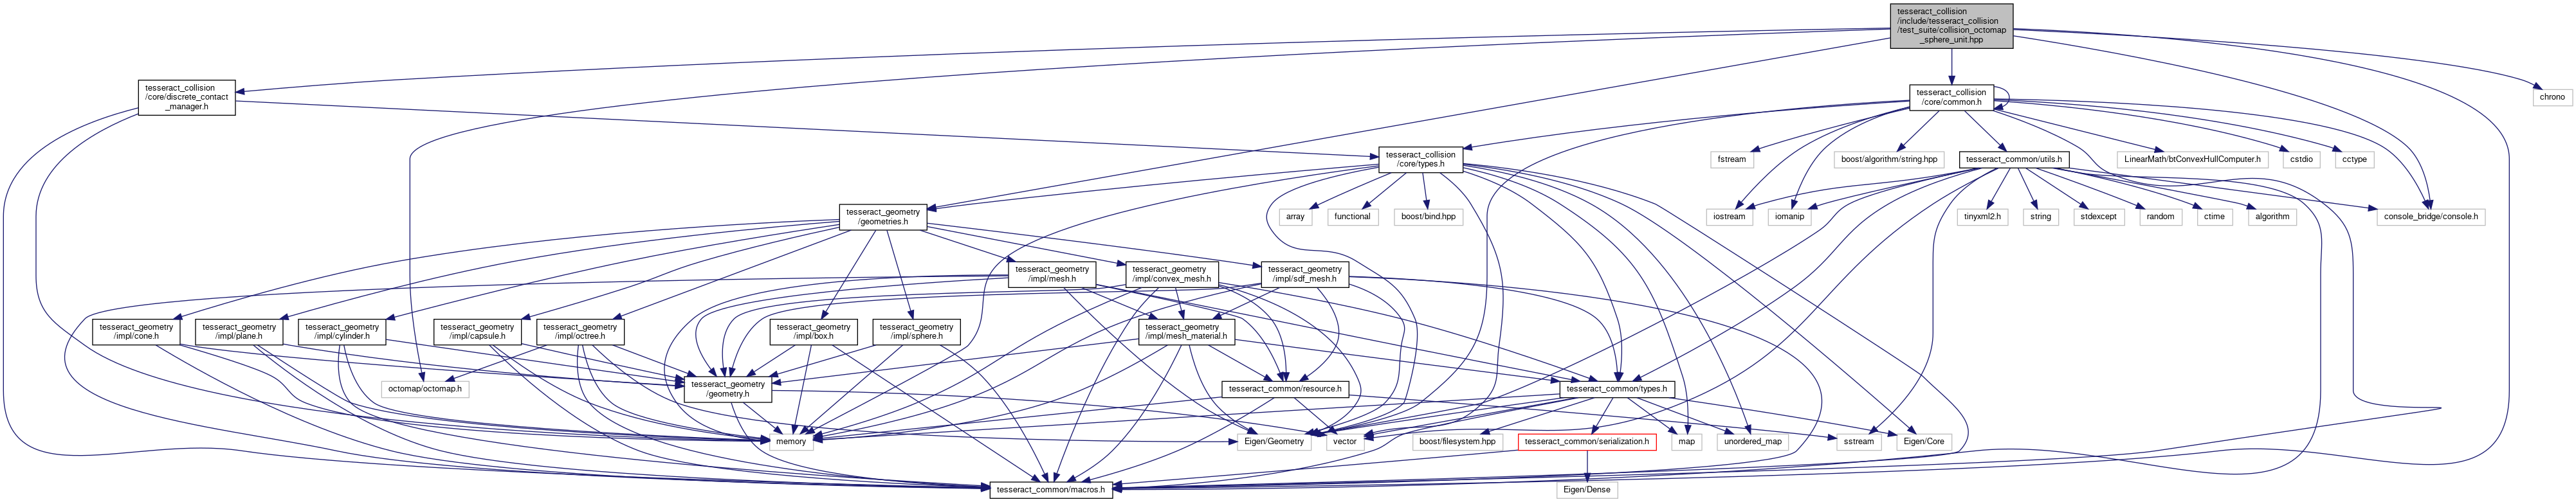 tesseract_collision
/include/tesseract_collision
/test_suite/collision_octomap
_sphere_unit.hpp
tesseract_collision
/core/discrete_contact
_manager.h
tesseract_collision
/core/common.h
chrono
tesseract_collision
/core/types.h
fstream
boost/algorithm/string.hpp
tesseract_common/utils.h
LinearMath/btConvexHullComputer.h
cstdio
cctype
tesseract_geometry
/geometries.h
array
functional
boost/bind.hpp
iostream
iomanip
tinyxml2.h
string
stdexcept
random
ctime
algorithm
console_bridge/console.h
tesseract_geometry
/impl/mesh.h
tesseract_geometry
/impl/convex_mesh.h
tesseract_geometry
/impl/sdf_mesh.h
tesseract_geometry
/impl/cone.h
tesseract_geometry
/impl/plane.h
tesseract_geometry
/impl/cylinder.h
tesseract_geometry
/impl/capsule.h
tesseract_geometry
/impl/octree.h
tesseract_geometry
/impl/box.h
tesseract_geometry
/impl/sphere.h
tesseract_geometry
/impl/mesh_material.h
octomap/octomap.h
tesseract_geometry
/geometry.h
tesseract_common/resource.h
tesseract_common/types.h
memory
Eigen/Geometry
vector
boost/filesystem.hpp
tesseract_common/serialization.h
map
unordered_map
sstream
Eigen/Core
tesseract_common/macros.h
Eigen/Dense